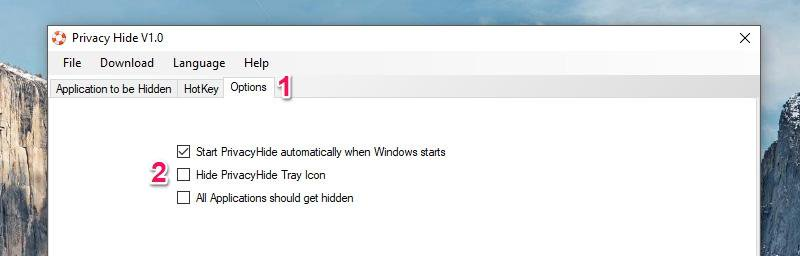 Privacy Hide V1.0
File Download Language Help
Application to be Hidden HotKey Options 1
Start PrivacyHide automatically when Windows starts
2 Hide PrivacyHide Tray Icon
All Applications should get hidden